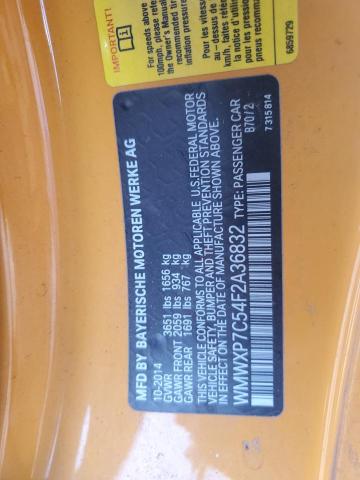 IMPORTANT!
For speeds above
100mph, please refe
the Owner's Manual
recommended tir
inflation pressure
Pour les vitesse
au - dessus de
km/h, faites réfé
la notice d'utili
pneus recomman
6859729
MFD BY BAYERISCHE MOTOREN WERKE AG
10-2014
GVWR 3651 lbs 1656 kg
GAWR FRONT 2059 lbs 934 kg
GAWR REAR 1691 lbs 767 kg
THIS VEHICLE CONFORMS TO ALL APPLICABLE U.S.FEDERAL MOTOR
VEHICLE SAFETY, BUMPER AND THEFT PREVENTION STANDARDS
IN EFFECT ON THE DATE OF MANUFACTURE SHOWN ABOVE.
WMWXP7C54F2A36832 TYPE: PASSENGER CAR
B70/2
7315814